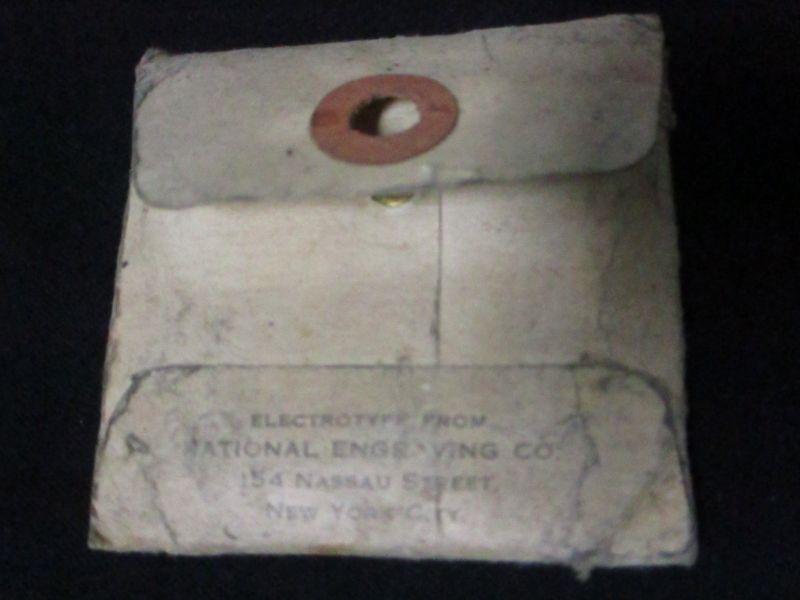 ELECTROTYPE FROM
NATIONAL ENGRAVING CO.
154 NASSAU STREET,
NEW YORK CITY.